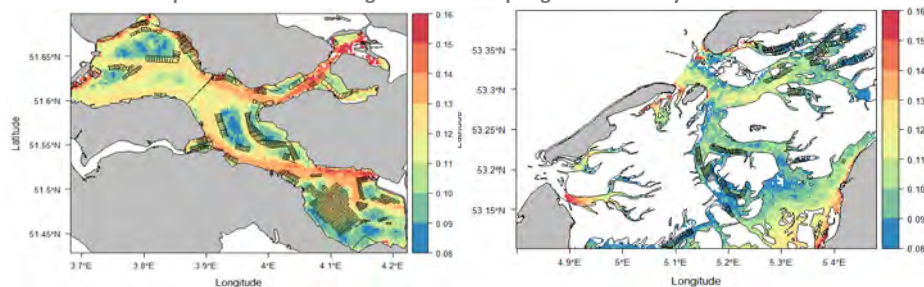 0.16
51.65°N
0.15
0.14
51.6°N
0.13
Latitude
0.12
51.55°N
0.11
51.5°N
0.10
0.09
51.45°N
0.08
3.7°E 3.8°E 3.9°E 4°E 4.1°E 4.2°E
Longitude
0.16
53.35°N
0.15
53.3°N
0.14
0.13
Latitude
53.25°N
0.12
0.11
53.2°N
0.10
53.15°N
0.09
0.08
4.9°E 5°E 5.1°E 5.2°E 5.3°E 5.4°E
Longitude